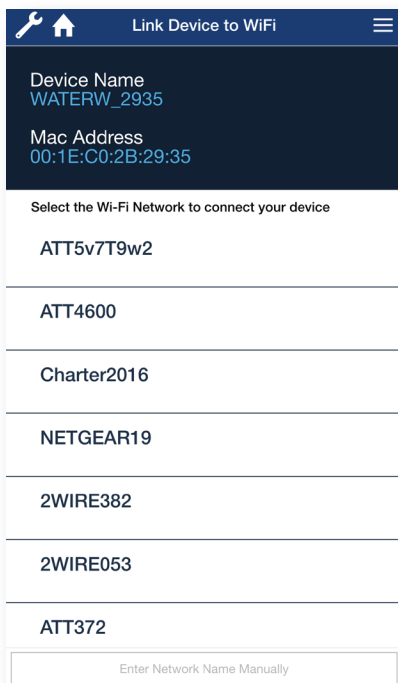 Link Device to WiFi
Device Name
WATERW_2935
Mac Address
00:1E:C0:2B:29:35
Select the Wi-Fi Network to connect your device
ATT5v7T9w2
ATT4600
Charter2016
NETGEAR19
2WIRE382
2WIRE053
ATT372
Enter Network Name Manually